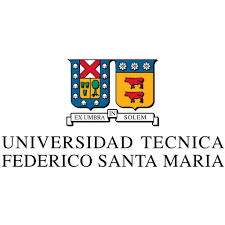 EX UMBRA IN SOLEM
UNIVERSIDAD TECNICA
FEDERICO SANTA MARIA